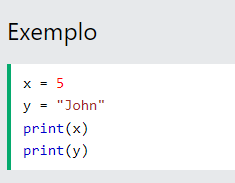 Exemplo
x = 5
y = "John"
print(x)
print(y)